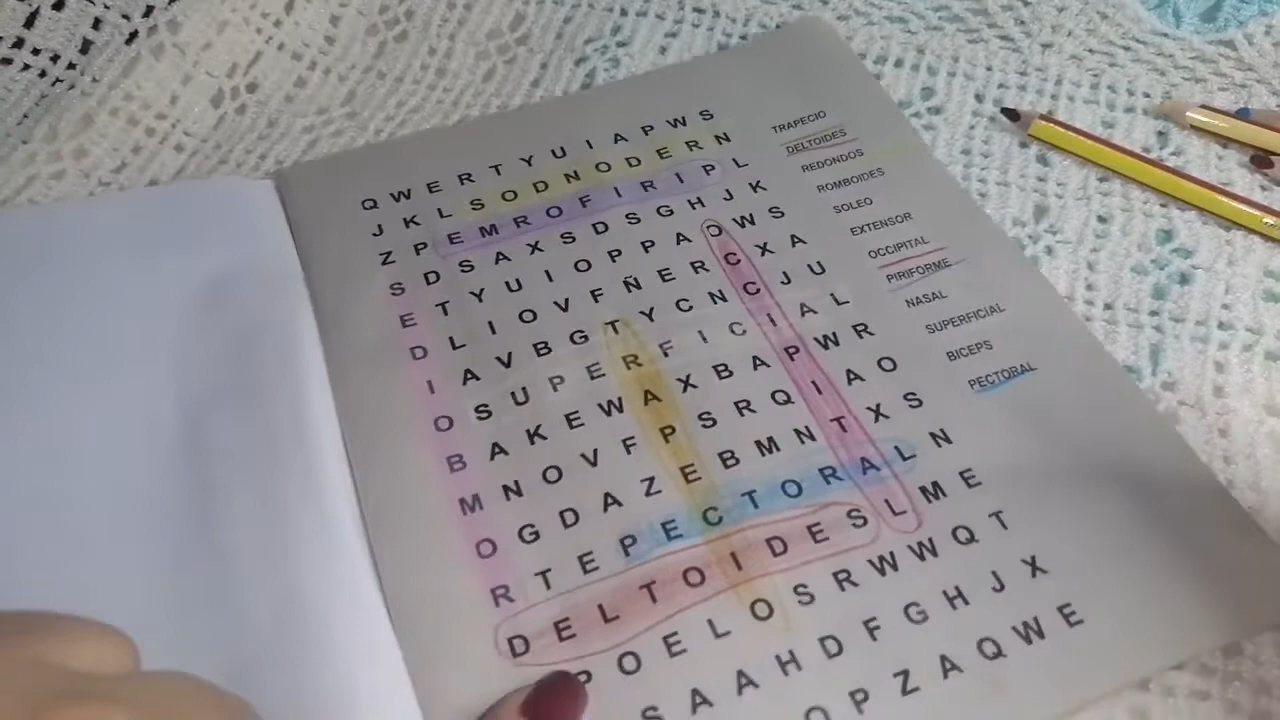 Q W E R T Y U I A P W S
J K L S O D N O D E R N
Z P E M R O F I R I P L
S D S A X S D S G H J K
E T Y U I O P P A O W S
D L I O V F Ñ E R C X A
I A V B G T Y C N C J U
O S U P E R F I C I A L
B A K E W A X B A P W R
M N O V F P S R Q I A O
O G D A Z E B M N T X S
R T E P E C T O R A L N
D E L T O I D E S L M E
P O E L O S R W W Q T
S A A H D F G H J X
P Z A Q W E
TRAPECIO
DELTOIDES
REDONDOS
ROMBOIDES
SOLEO
EXTENSOR
OCCIPITAL
PIRIFORME
NASAL
SUPERFICIAL
BICEPS
PECTORAL